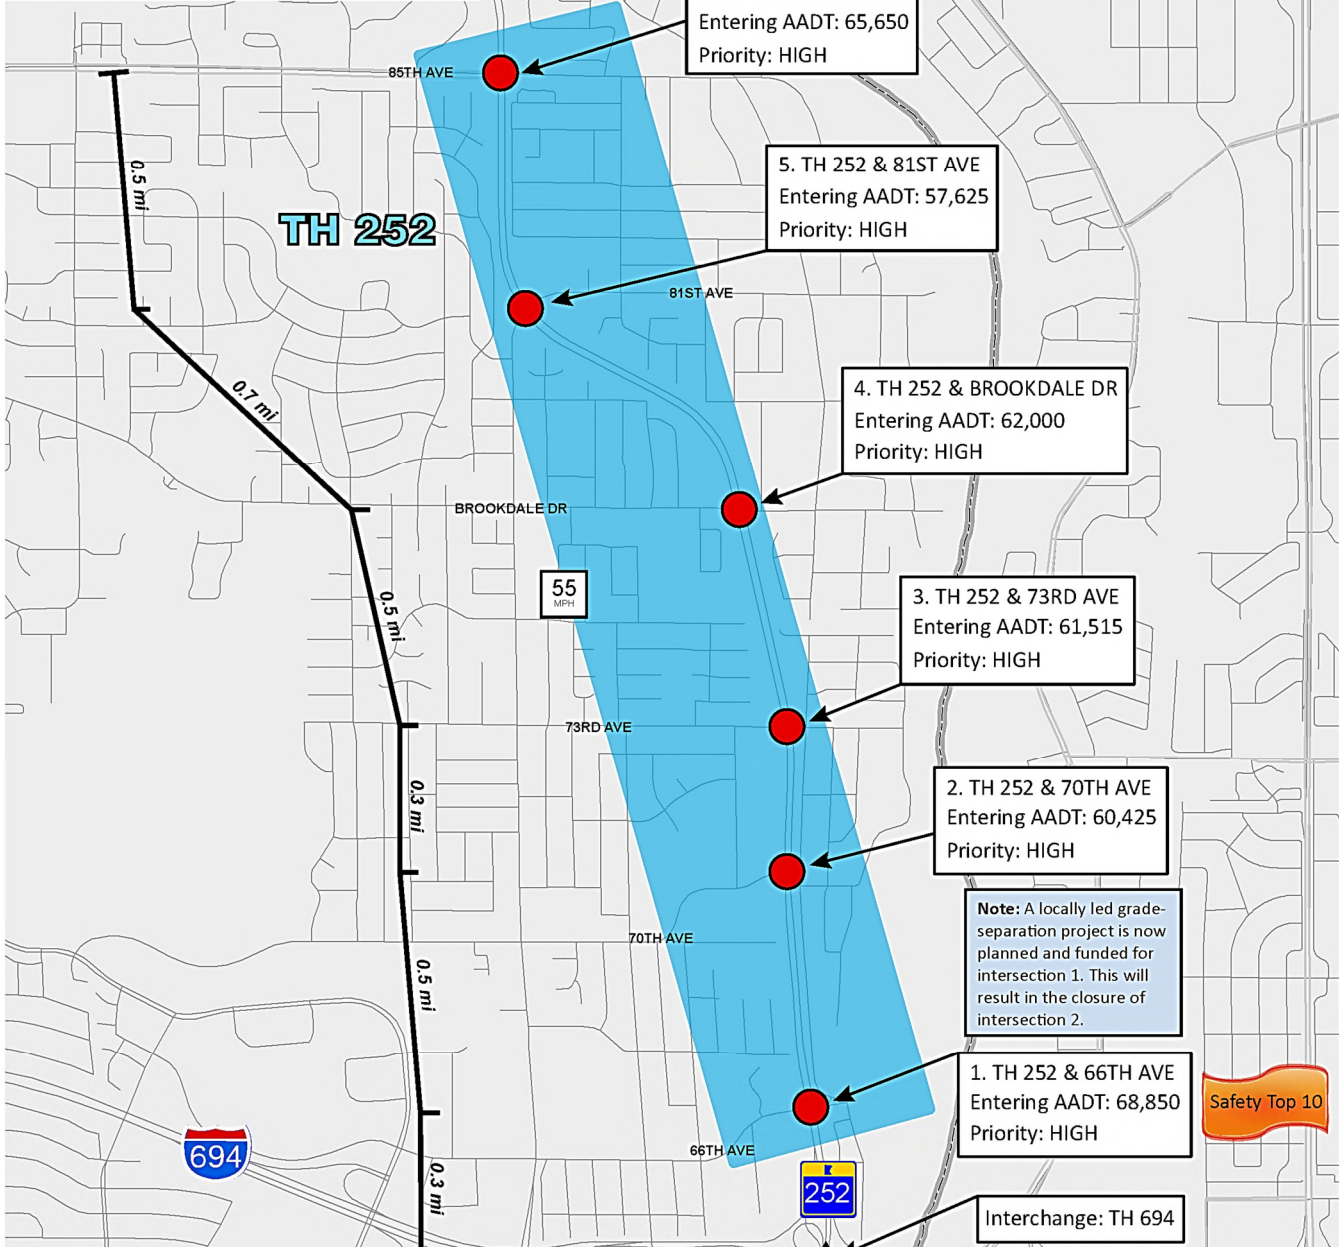 Entering AADT: 65,650
Priority: HIGH
85TH AVE
0.5 mi
5. TH 252 & 81ST AVE
Entering AADT: 57,625
Priority: HIGH
TH 252
81ST AVE
0.7 mi
4. TH 252 & BROOKDALE DR
Entering AADT: 62,000
Priority: HIGH
BROOKDALE DR
55
MPH
0.5 mi
3. TH 252 & 73RD AVE
Entering AADT: 61,515
Priority: HIGH
73RD AVE
0.3 mi
2. TH 252 & 70TH AVE
Entering AADT: 60,425
Priority: HIGH
Note: A locally led grade-
separation project is now
planned and funded for
intersection 1. This will
result in the closure of
intersection 2.
70TH AVE
0.5 mi
1. TH 252 & 66TH AVE
Entering AADT: 68,850
Priority: HIGH
Safety Top 10
66TH AVE
694
0.3 mi
252
Interchange: TH 694